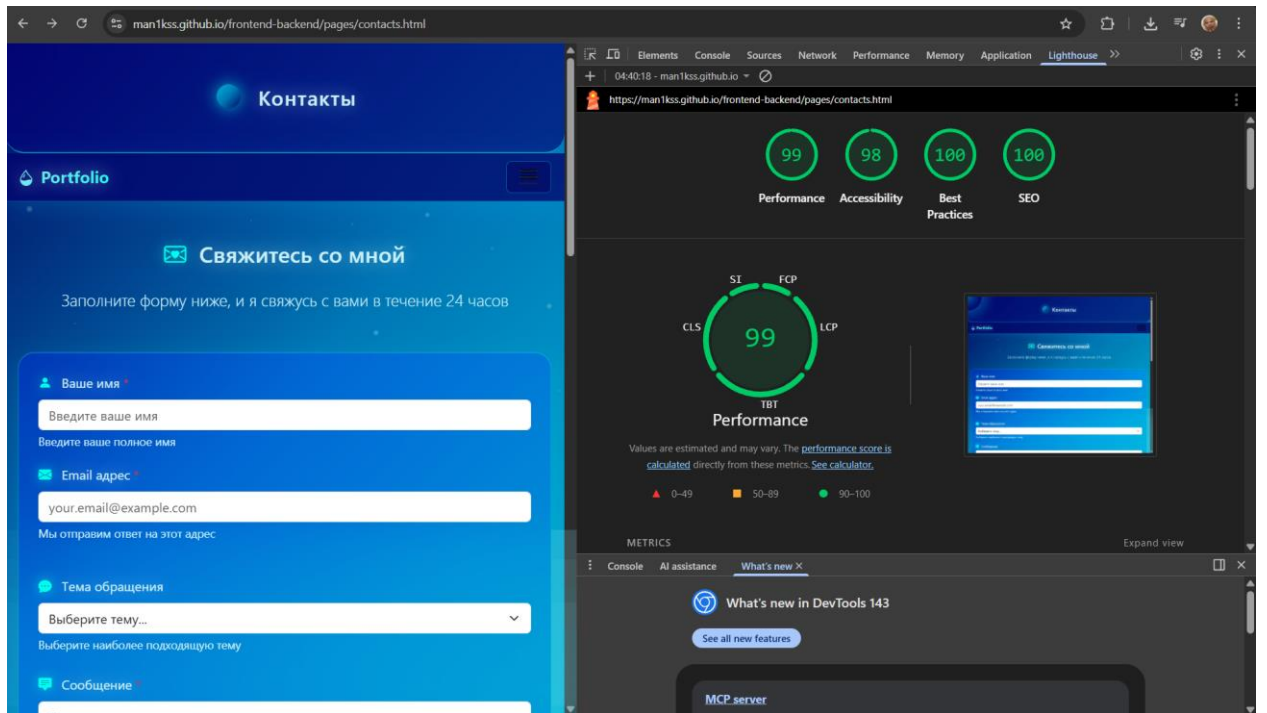 man1kss.github.io/frontend-backend/pages/contacts.html
Контакты
Portfolio
Свяжитесь со мной
Заполните форму ниже, и я свяжусь с вами в течение 24 часов
Ваше имя *
Введите ваше имя
Введите ваше полное имя
Email адрес *
your.email@example.com
Мы отправим ответ на этот адрес
Тема обращения
Выберите тему...
Выберите наиболее подходящую тему
Сообщение *
Elements Console Sources Network Performance Memory Application Lighthouse
04:40:18 - man1kss.github.io
https://man1kss.github.io/frontend-backend/pages/contacts.html
99 98 100 100
Performance Accessibility Best Practices SEO
SI FCP
CLS LCP
99
TBT
Performance
Values are estimated and may vary. The performance score is
calculated directly from these metrics. See calculator.
0–49 50–89 90–100
METRICS Expand view
Console AI assistance What's new
What's new in DevTools 143
See all new features
MCP server